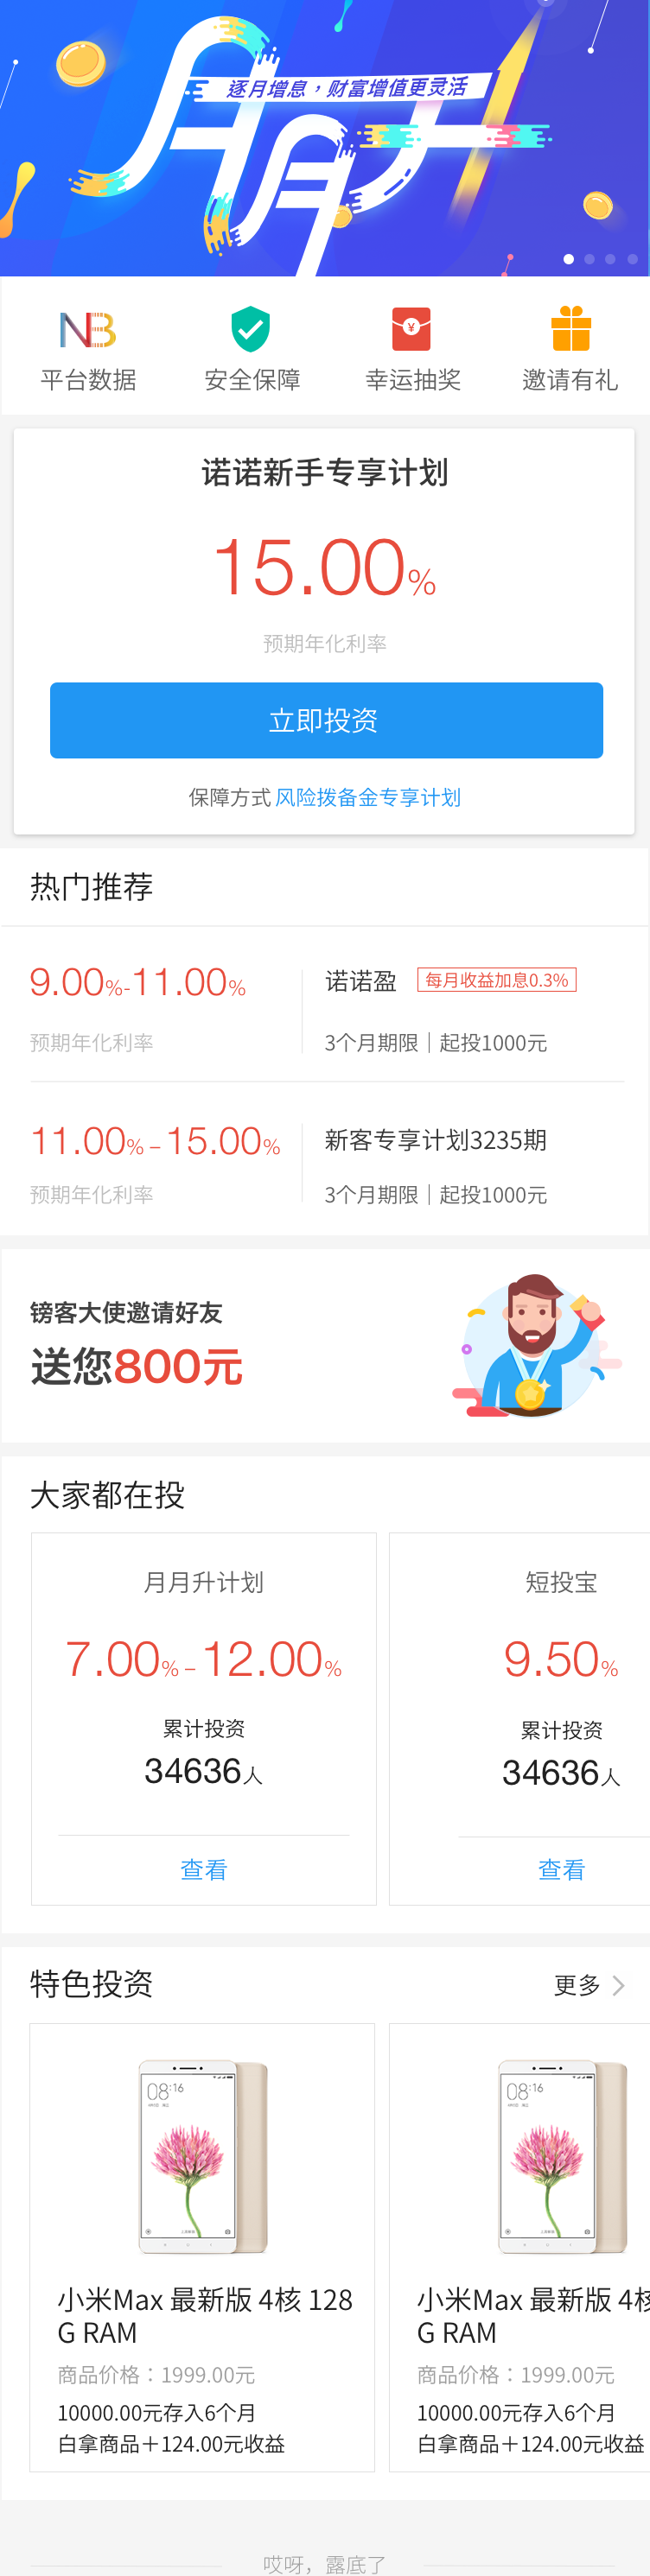 逐月增息，财富增值更灵活
月月升
NB
平台数据 安全保障 幸运抽奖 邀请有礼
诺诺新手专享计划
15.00%
预期年化利率
立即投资
保障方式 风险拨备金专享计划
热门推荐
9.00%-11.00% 诺诺盈 每月收益加息0.3%
预期年化利率 3个月期限｜起投1000元
11.00% – 15.00% 新客专享计划3235期
预期年化利率 3个月期限｜起投1000元
镑客大使邀请好友
送您800元
大家都在投
月月升计划 短投宝
7.00% – 12.00% 9.50%
累计投资 累计投资
34636人 34636人
查看 查看
特色投资 更多
08:16 08:16
小米Max 最新版 4核 128 小米Max 最新版 4核
G RAM G RAM
商品价格：1999.00元 商品价格：1999.00元
10000.00元存入6个月 10000.00元存入6个月
白拿商品＋124.00元收益 白拿商品＋124.00元收益
哎呀，露底了